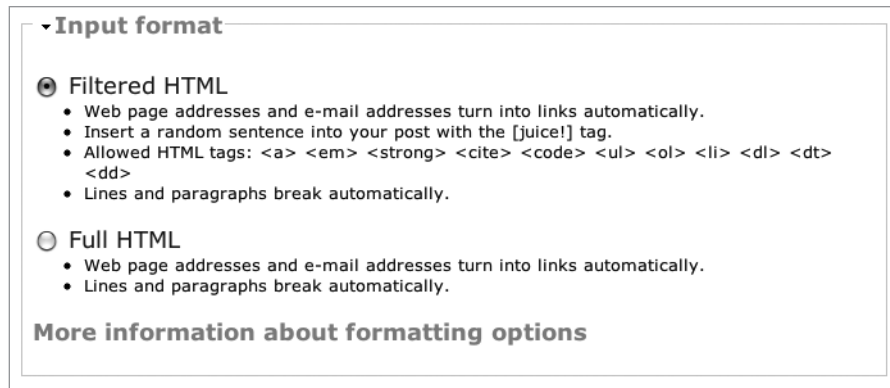 Input format
Filtered HTML
• Web page addresses and e-mail addresses turn into links automatically.
• Insert a random sentence into your post with the [juice!] tag.
• Allowed HTML tags: <a> <em> <strong> <cite> <code> <ul> <ol> <li> <dl> <dt>
<dd>
• Lines and paragraphs break automatically.
Full HTML
• Web page addresses and e-mail addresses turn into links automatically.
• Lines and paragraphs break automatically.
More information about formatting options